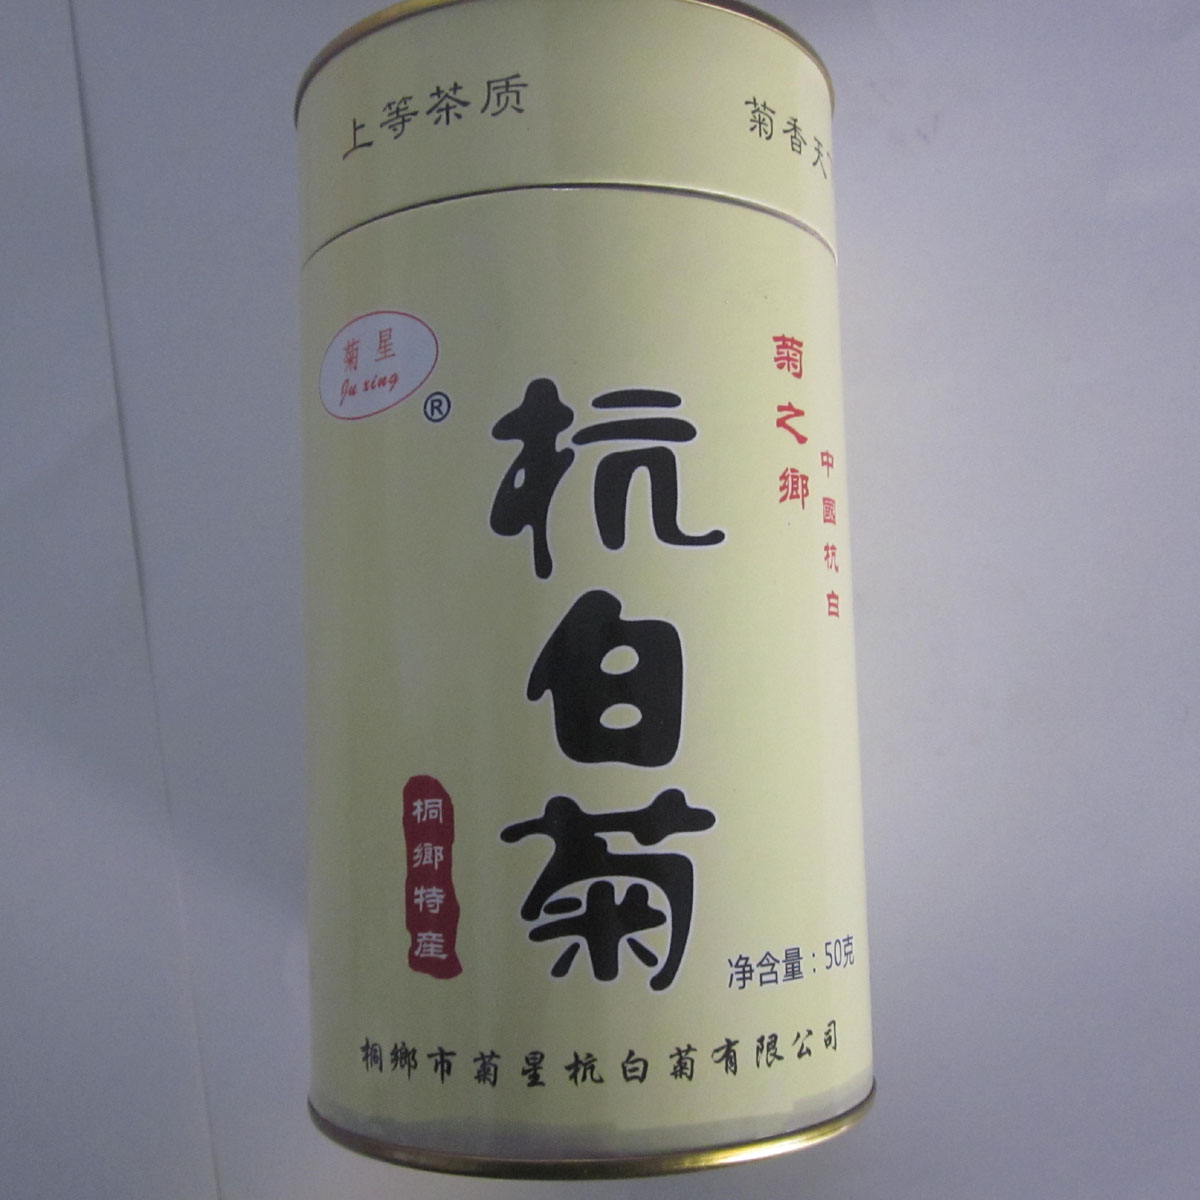 上等茶质
菊香天
菊星
Ju xing
®
杭白菊
菊之鄉
中國杭白
桐鄉特産
净含量：50克
桐鄉市菊星杭白菊有限公司